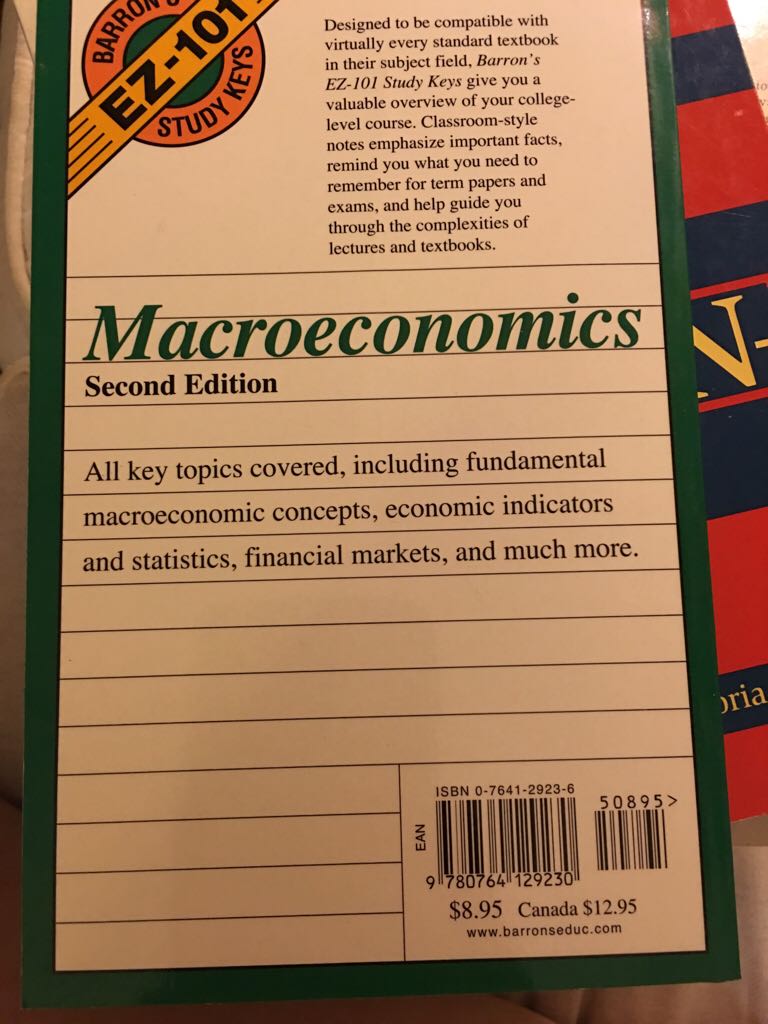 BARRON'S
EZ-101
STUDY KEYS
Designed to be compatible with
virtually every standard textbook
in their subject field, Barron's
EZ-101 Study Keys give you a
valuable overview of your college-
level course. Classroom-style
notes emphasize important facts,
remind you what you need to
remember for term papers and
exams, and help guide you
through the complexities of
lectures and textbooks.
Macroeconomics
Second Edition
All key topics covered, including fundamental
macroeconomic concepts, economic indicators
and statistics, financial markets, and much more.
ISBN 0-7641-2923-6
50895>
EAN
9 780764 129230
$8.95 Canada $12.95
www.barronseduc.com